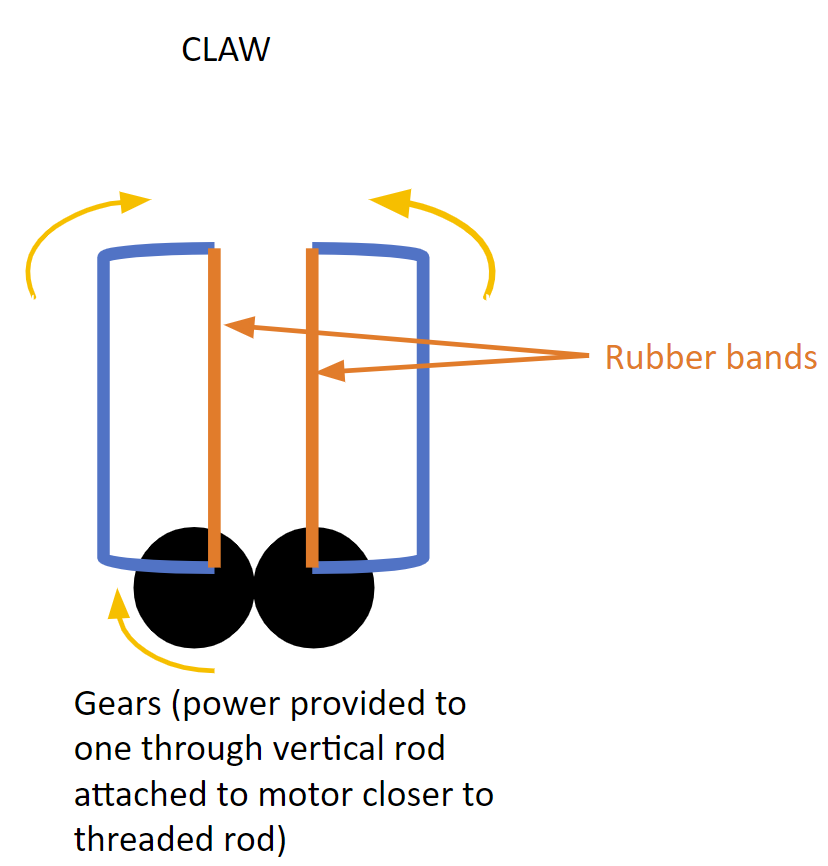 CLAW
Rubber bands
Gears (power provided to
one through vertical rod
attached to motor closer to
threaded rod)